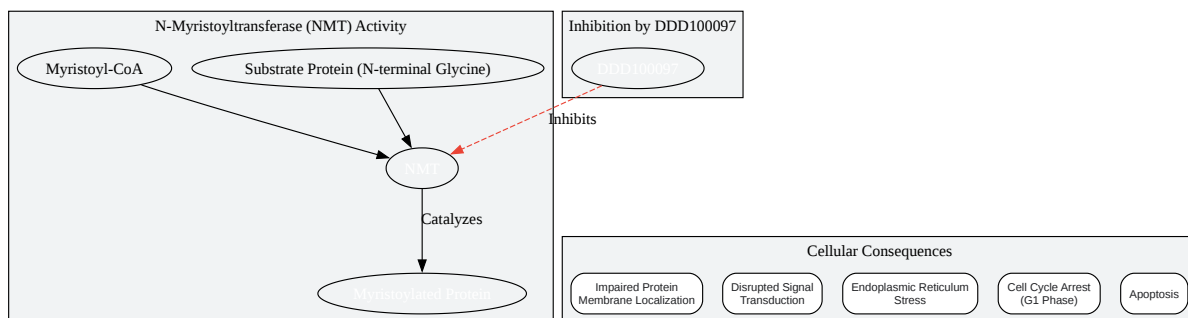 N-Myristoyltransferase (NMT) Activity
Myristoyl-CoA
Substrate Protein (N-terminal Glycine)
NMT
Catalyzes
Myristoylated Protein
Inhibition by DDD100097
DDD100097
Inhibits
Cellular Consequences
Impaired Protein
Membrane Localization
Disrupted Signal
Transduction
Endoplasmic Reticulum
Stress
Cell Cycle Arrest
(G1 Phase)
Apoptosis